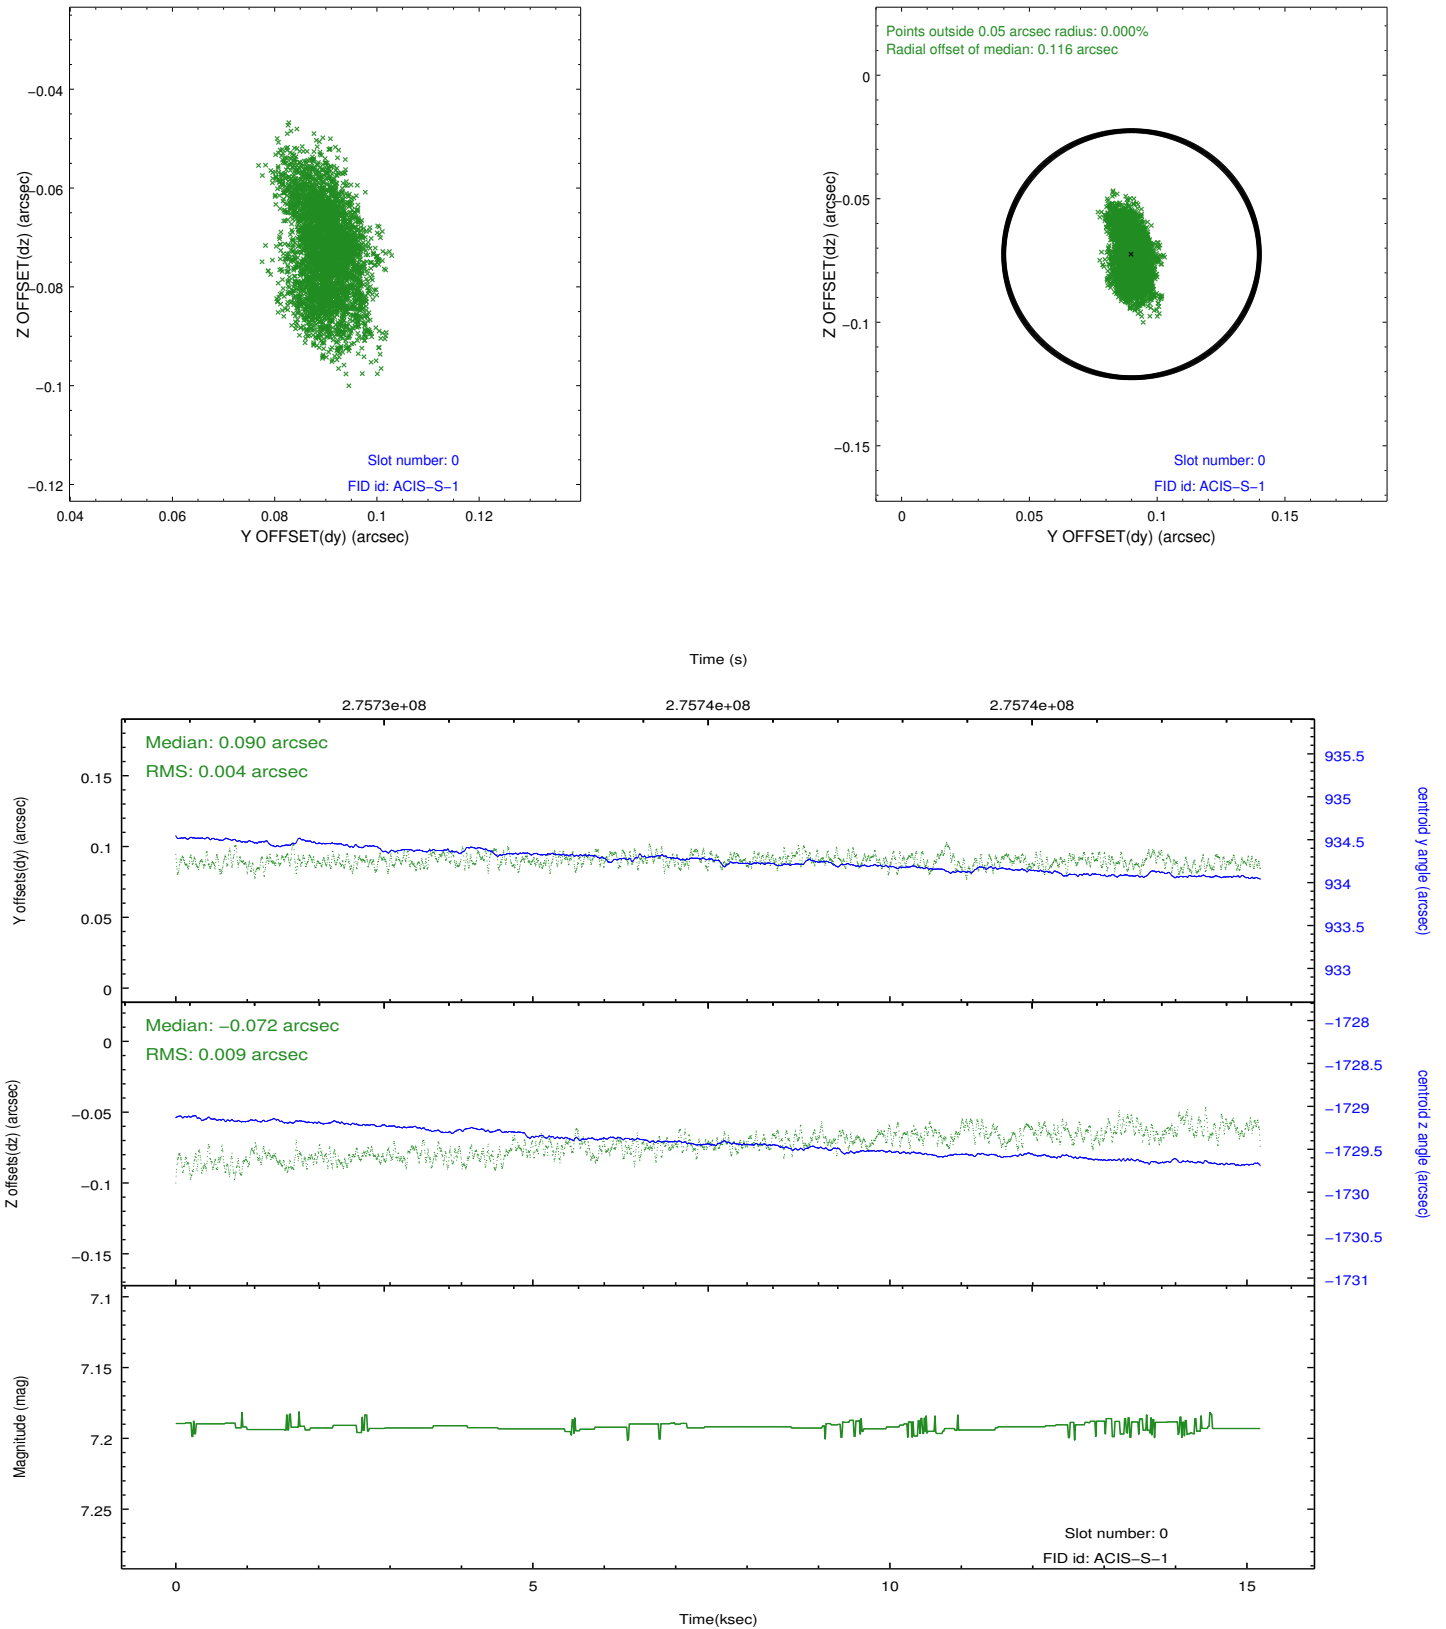 −0.04
−0.06
−0.08
−0.1
−0.12
Z OFFSET(dz) (arcsec)
0.04 0.06 0.08 0.1 0.12
Y OFFSET(dy) (arcsec)
Slot number: 0
FID id: ACIS−S−1
Points outside 0.05 arcsec radius: 0.000%
Radial offset of median: 0.116 arcsec
0
−0.05
−0.1
−0.15
Z OFFSET(dz) (arcsec)
0 0.05 0.1 0.15
Y OFFSET(dy) (arcsec)
Slot number: 0
FID id: ACIS−S−1
Time (s)
2.7573e+08 2.7574e+08 2.7574e+08
Median: 0.090 arcsec
RMS: 0.004 arcsec
0.15
0.1
0.05
0
Y offsets(dy) (arcsec)
935.5
935
934.5
934
933.5
933
centroid y angle (arcsec)
Median: −0.072 arcsec
RMS: 0.009 arcsec
0
−0.05
−0.1
−0.15
Z offsets(dz) (arcsec)
−1728
−1728.5
−1729
−1729.5
−1730
−1730.5
−1731
centroid z angle (arcsec)
7.1
7.15
7.2
7.25
Magnitude (mag)
Slot number: 0
FID id: ACIS−S−1
0 5 10 15
Time(ksec)